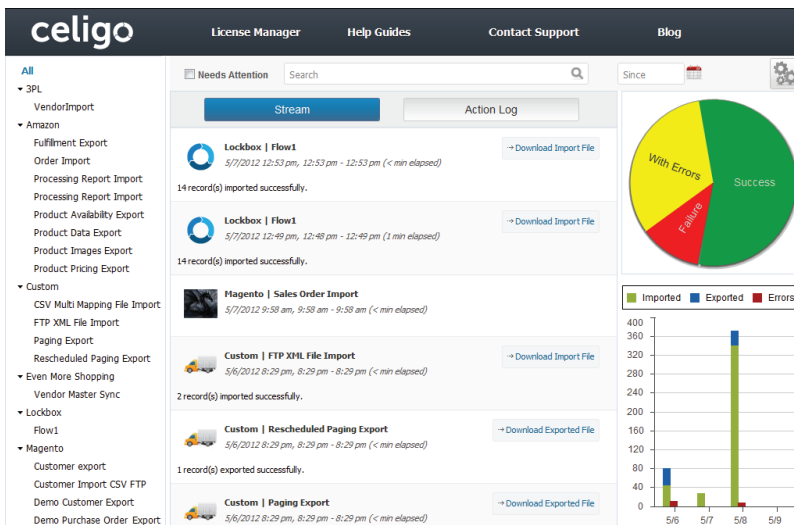 celigo
License Manager
Help Guides
Contact Support
Blog
All
3PL
VendorImport
Amazon
Fulfillment Export
Order Import
Processing Report Import
Processing Report Import
Product Availability Export
Product Data Export
Product Images Export
Product Pricing Export
Custom
CSV Multi Mapping File Import
FTP XML File Import
Paging Export
Rescheduled Paging Export
Even More Shopping
Vendor Master Sync
Lockbox
Flow1
Magento
Customer export
Customer Import CSV FTP
Demo Customer Export
Demo Purchase Order Export
Needs Attention
Search
Since
Stream
Action Log
Lockbox | Flow1
5/7/2012 12:53 pm, 12:53 pm - 12:53 pm (< min elapsed)
Download Import File
14 record(s) imported successfully.
Lockbox | Flow1
5/7/2012 12:49 pm, 12:48 pm - 12:49 pm (1 min elapsed)
Download Import File
14 record(s) imported successfully.
Magento | Sales Order Import
5/7/2012 9:58 am, 9:58 am - 9:58 am (< min elapsed)
Custom | FTP XML File Import
5/6/2012 8:29 pm, 8:29 pm - 8:29 pm (< min elapsed)
Download Import File
2 record(s) imported successfully.
Custom | Rescheduled Paging Export
5/6/2012 8:29 pm, 8:29 pm - 8:29 pm (< min elapsed)
Download Exported File
1 record(s) exported successfully.
Custom | Paging Export
5/6/2012 8:29 pm, 8:29 pm - 8:29 pm (< min elapsed)
Download Exported File
With Errors
Success
Failure
Imported
Exported
Errors
400
360
320
280
240
200
160
120
80
40
0
5/6
5/7
5/8
5/9